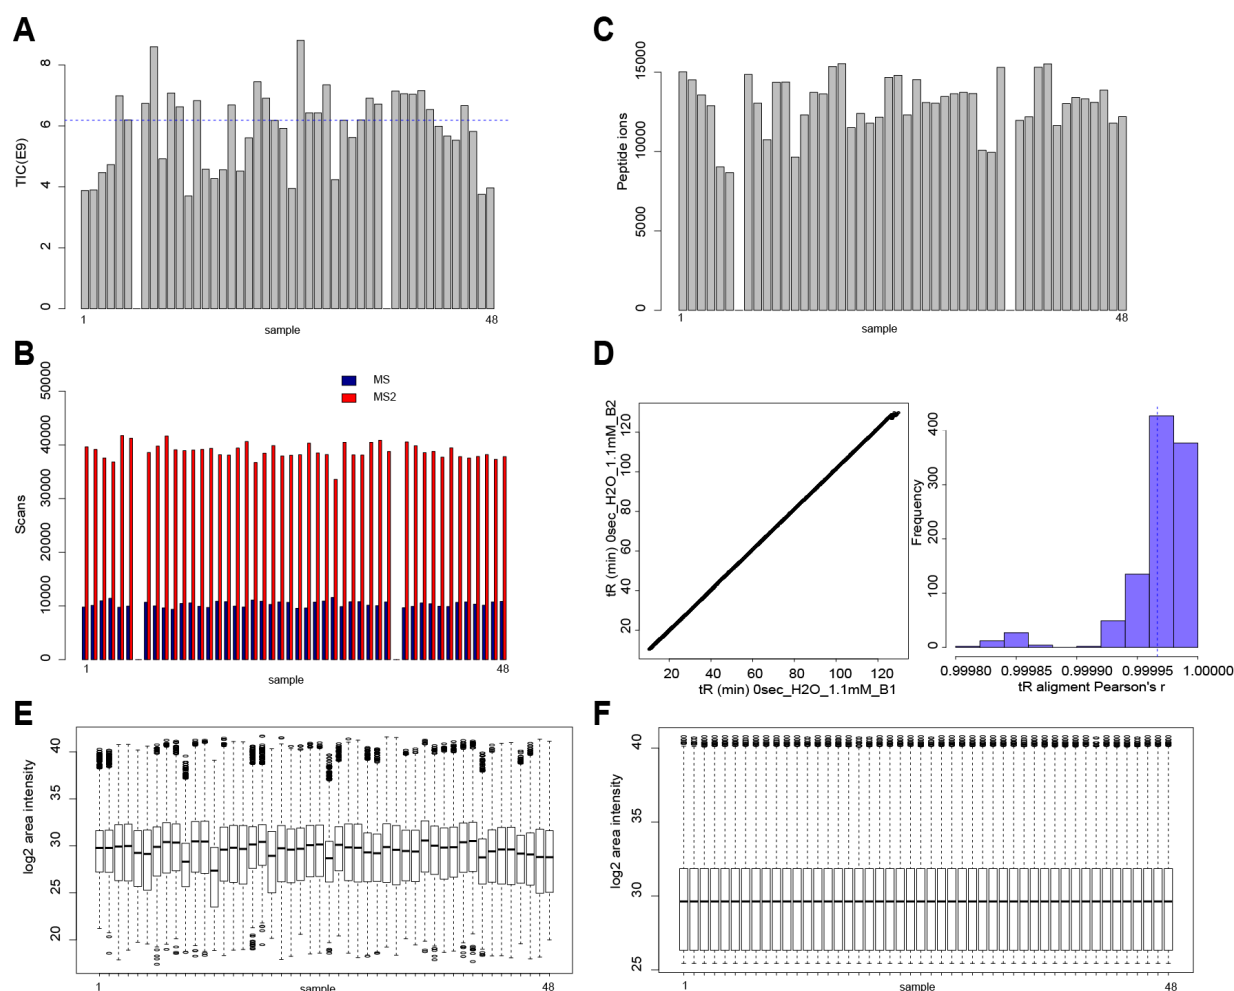 A
TIC(E9)
8
6
4
2
0
1
48
sample
C
Peptide ions
15000
10000
5000
0
1
48
sample
B
Scans
50000
40000
30000
20000
10000
0
MS
MS2
1
48
sample
D
tR (min) 0sec_H2O_1.1mM_B2
120
100
80
60
40
20
20 40 60 80 100 120
tR (min) 0sec_H2O_1.1mM_B1
Frequency
400
300
200
100
0
0.99980 0.99985 0.99990 0.99995 1.00000
tR aligment Pearson's r
E
log2 area intensity
40
35
30
25
20
1
48
sample
F
log2 area intensity
40
35
30
25
1
48
sample